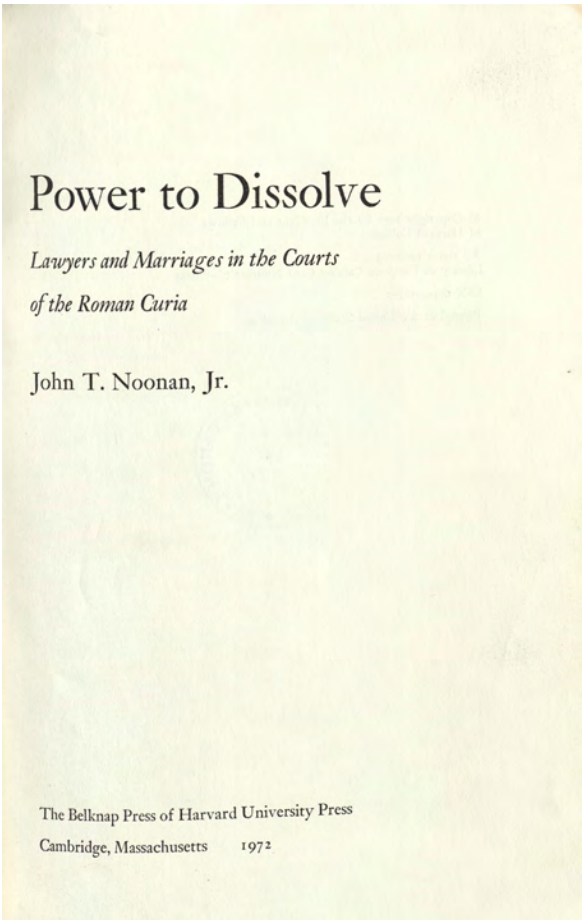 Power to Dissolve
Lawyers and Marriages in the Courts
of the Roman Curia
John T. Noonan, Jr.
The Belknap Press of Harvard University Press
Cambridge, Massachusetts 1972